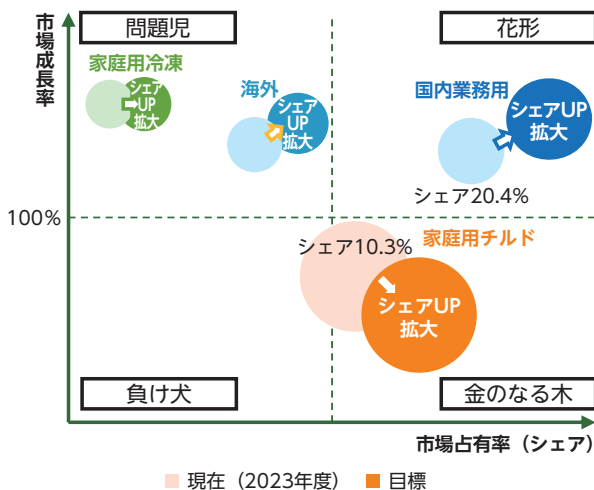 市場成長率
問題児
花形
家庭用冷凍
シェア
UP
拡大
海外
シェア
UP
拡大
国内業務用
シェアUP
拡大
シェア20.4%
100%
シェア10.3%
家庭用チルド
シェアUP
拡大
負け犬
金のなる木
市場占有率（シェア）
現在（2023年度）
目標